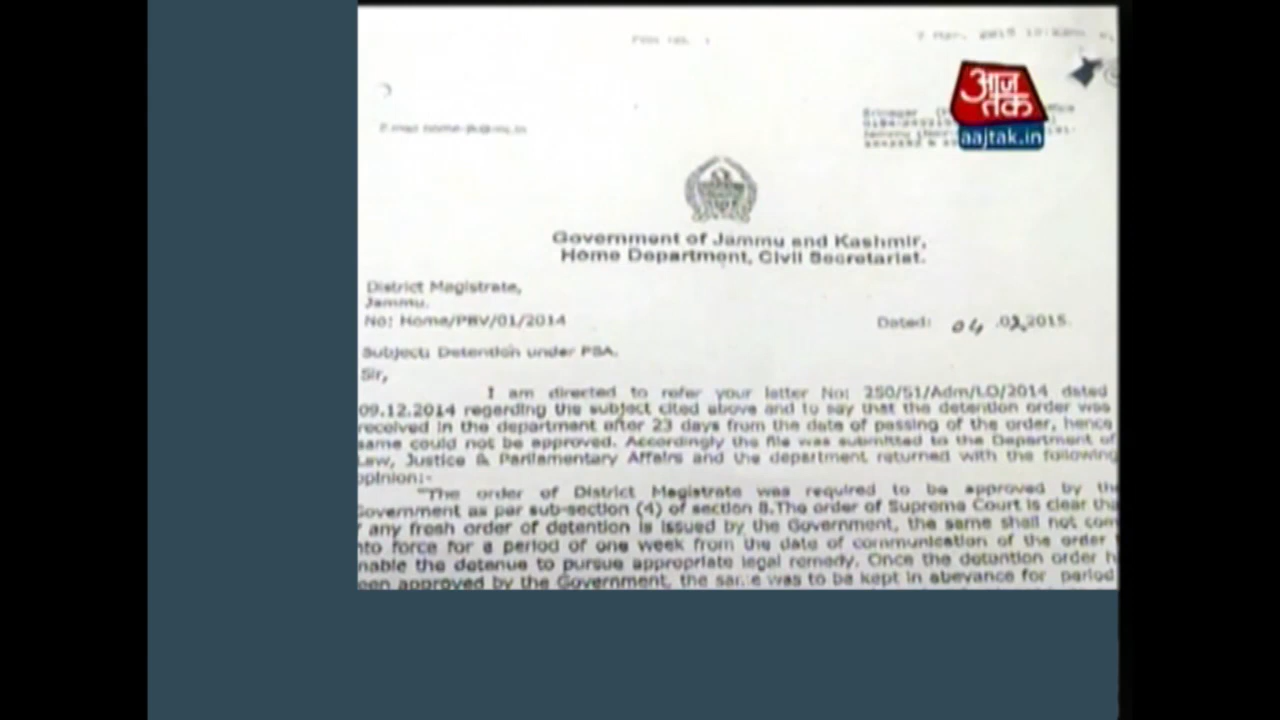 आज
तक
aajtak.in
Government of Jammu and Kashmir,
Home Department, Civil Secretariat.
District Magistrate,
Jammu.
No: Home/PBV/01/2014
Dated: 04 .03.2015.
Subject: Detention under PSA.
Sir,
I am directed to refer your letter No: 250/51/Adm/LO/2014 dated
09.12.2014 regarding the subject cited above and to say that the detention order was
received in the department after 23 days from the date of passing of the order, hence
same could not be approved. Accordingly the file was submitted to the Department of
Law, Justice & Parliamentary Affairs and the department returned with the following
opinion:-
"The order of District Magistrate was required to be approved by the
Government as per sub-section (4) of section 8.The order of Supreme Court is clear tha
any fresh order of detention is issued by the Government, the same shall not com
nto force for a period of one week from the date of communication of the order
nable the detenue to pursue appropriate legal remedy. Once the detention order h
een approved by the Government, the same was to be kept in abeyance for period